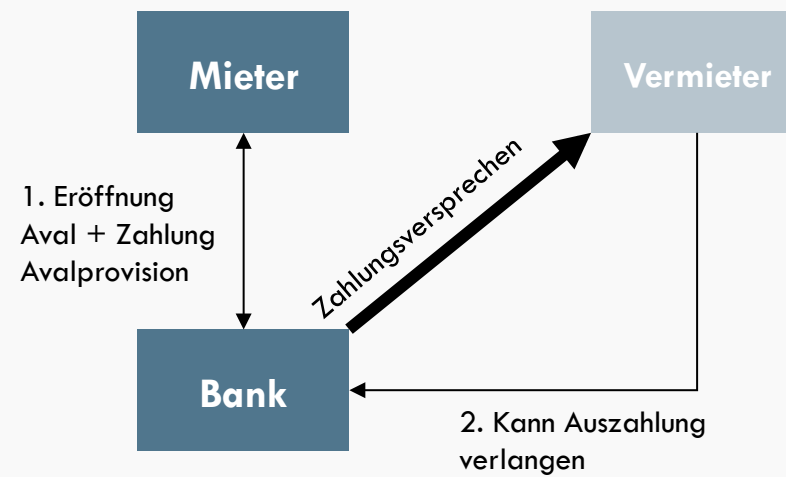 Mieter
Vermieter
1. Eröffnung
Aval + Zahlung
Avalprovision
Zahlungsversprechen
Bank
2. Kann Auszahlung
verlangen